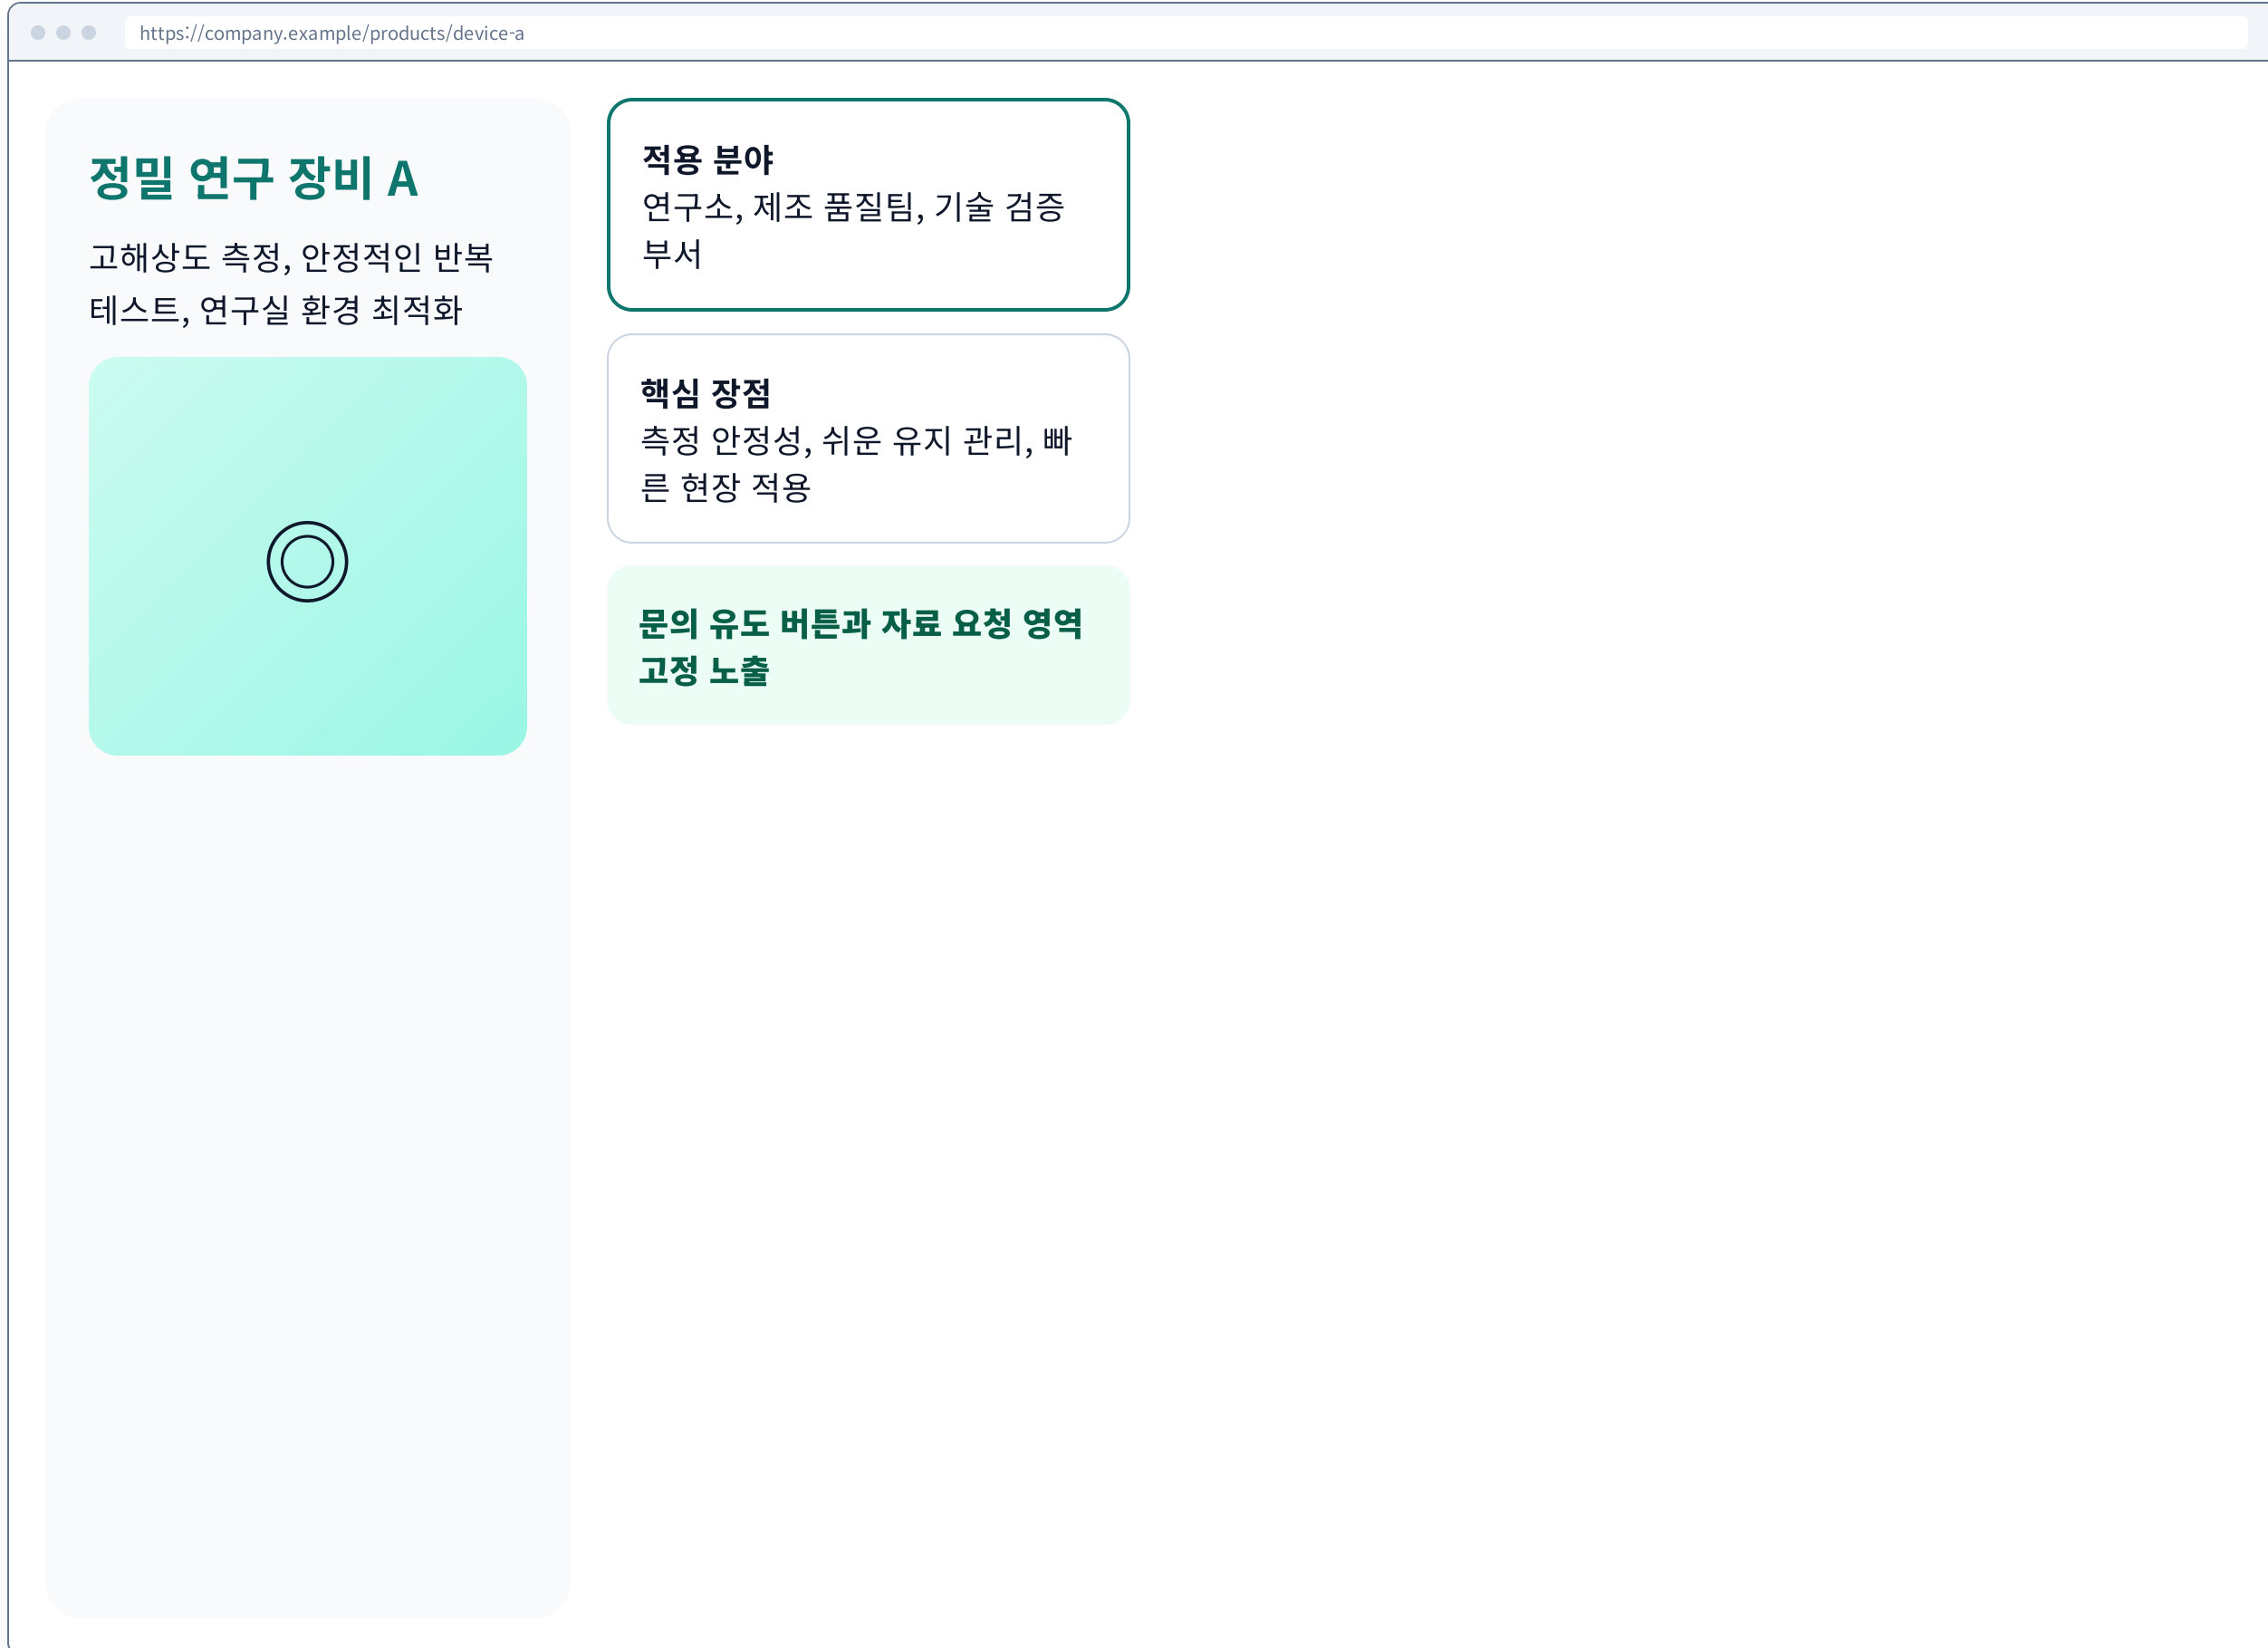 https://company.example/products/device-a
정밀 연구 장비 A
고해상도 측정, 안정적인 반복
테스트, 연구실 환경 최적화
적용 분야
연구소, 제조 품질팀, 기술 검증
부서
핵심 장점
측정 안정성, 쉬운 유지 관리, 빠
른 현장 적용
문의 유도 버튼과 자료 요청 영역
고정 노출